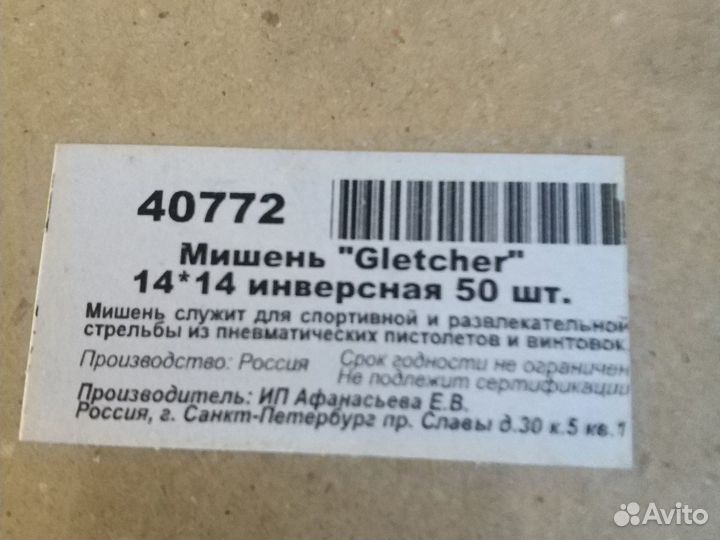 40772
Мишень "Gletcher"
14*14 инверсная 50 шт.
Мишень служит для спортивной и развлекательной
стрельбы из пневматических пистолетов и винтовок
Производство: Россия Срок годности не ограничен
Не подлежит сертификации
Производитель: ИП Афанасьева Е.В.
Россия, г. Санкт-Петербург пр. Славы д.30 к.5 кв.1
Avito